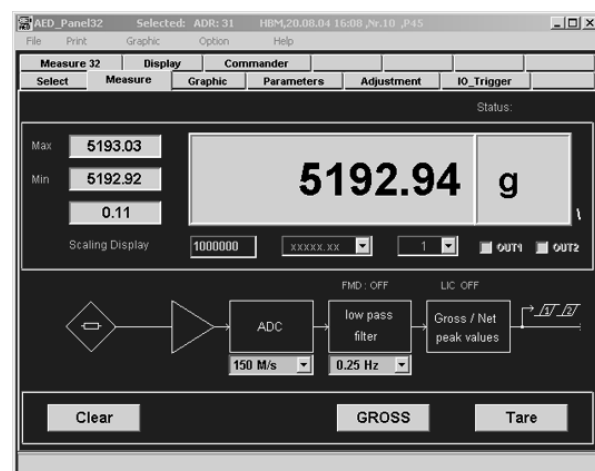 AED_Panel32 Selected: ADR: 31 HBM,20.08.04 16:08 ,Nr.10 ,P45
File Print Graphic Option Help
Measure 32 Display Commander
Select Measure Graphic Parameters Adjustment IO_Trigger
Status:
Max 5193.03
5192.94 g
Min 5192.92
0.11
Scaling Display 1000000 xxxxx.xx 1 OUT1 OUT2
FMD : OFF LIC OFF
ADC
low pass
filter
Gross / Net
peak values
1 2
150 M/s 0.25 Hz
Clear GROSS Tare